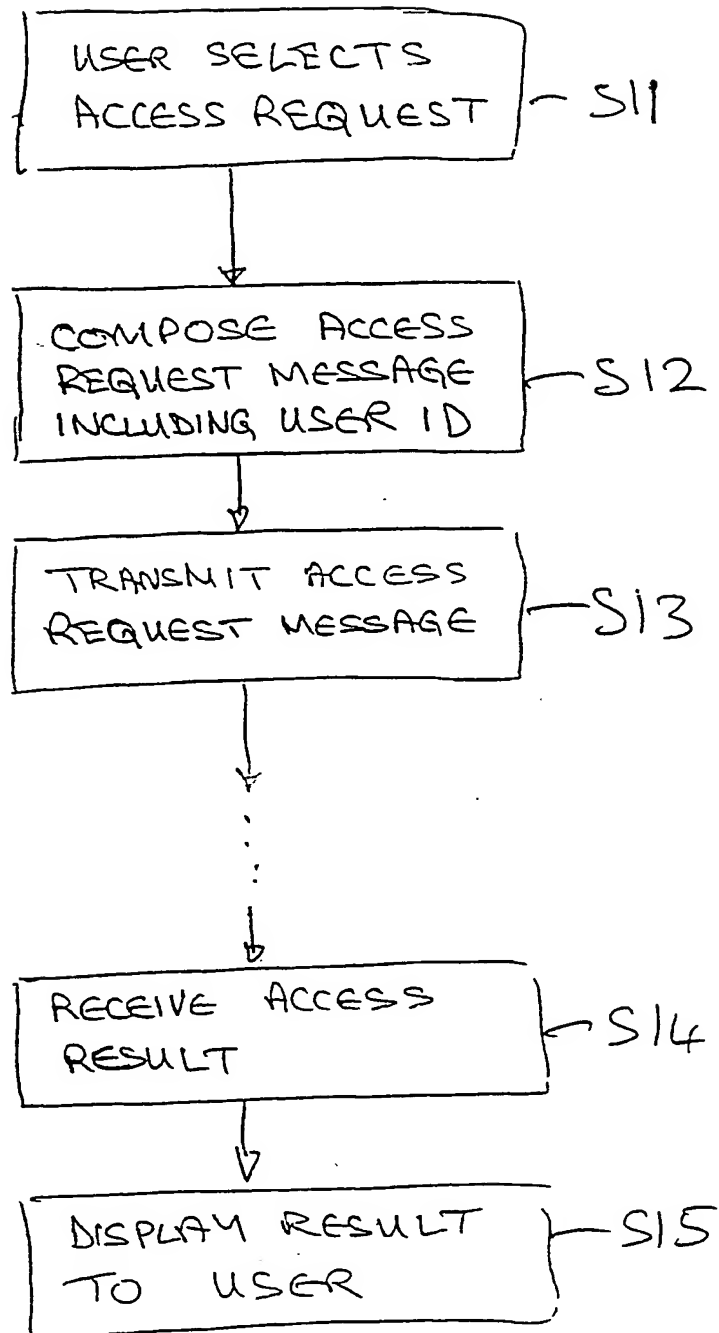 USER SELECTS
ACCESS REQUEST
S11
COMPOSE ACCESS
REQUEST MESSAGE
INCLUDING USER ID
S12
TRANSMIT ACCESS
REQUEST MESSAGE
S13
RECEIVE ACCESS
RESULT
S14
DISPLAY RESULT
TO USER
S15